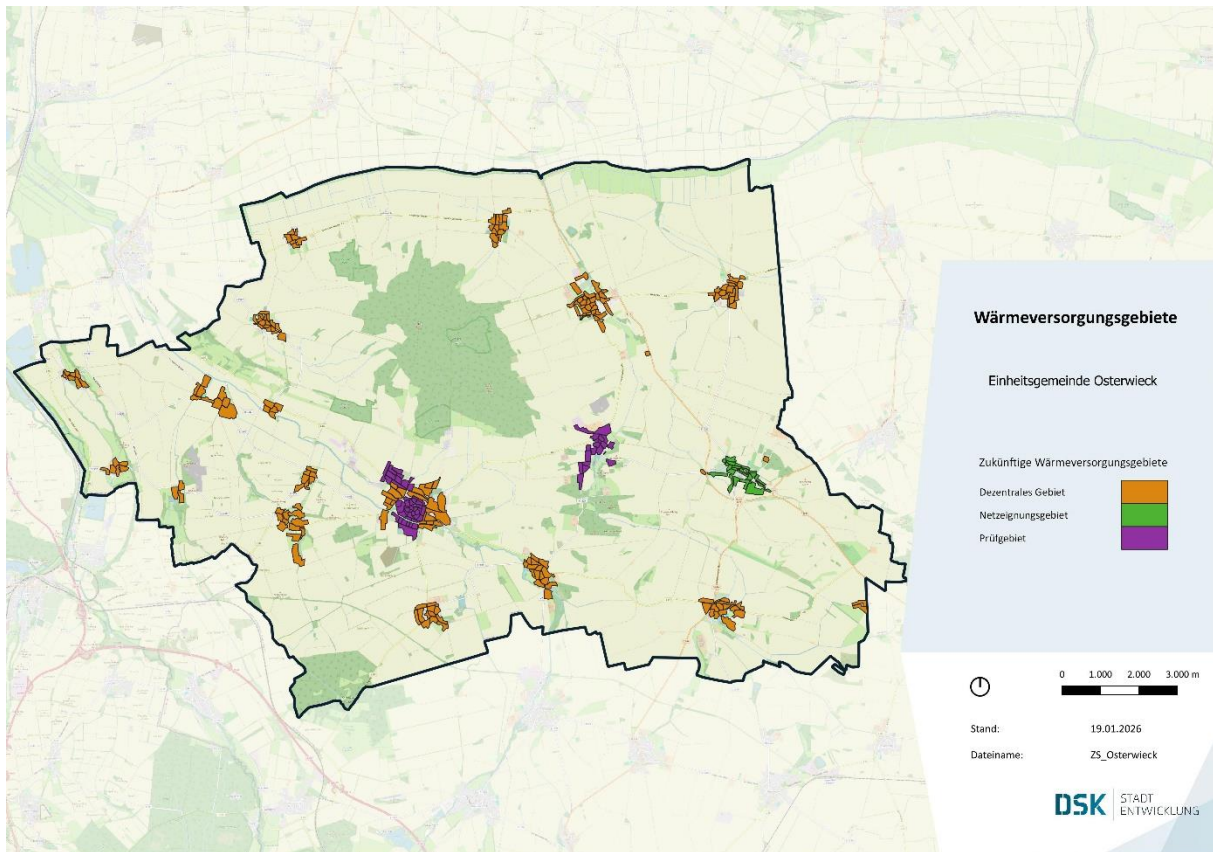 Wärmeversorgungsgebiete
Einheitsgemeinde Osterwieck
Zukünftige Wärmeversorgungsgebiete
Dezentrales Gebiet
Netzeignungsgebiet
Prüfgebiet
0 1.000 2.000 3.000 m
Stand: 19.01.2026
Dateiname: ZS_Osterwieck
DSK STADT
ENTWICKLUNG